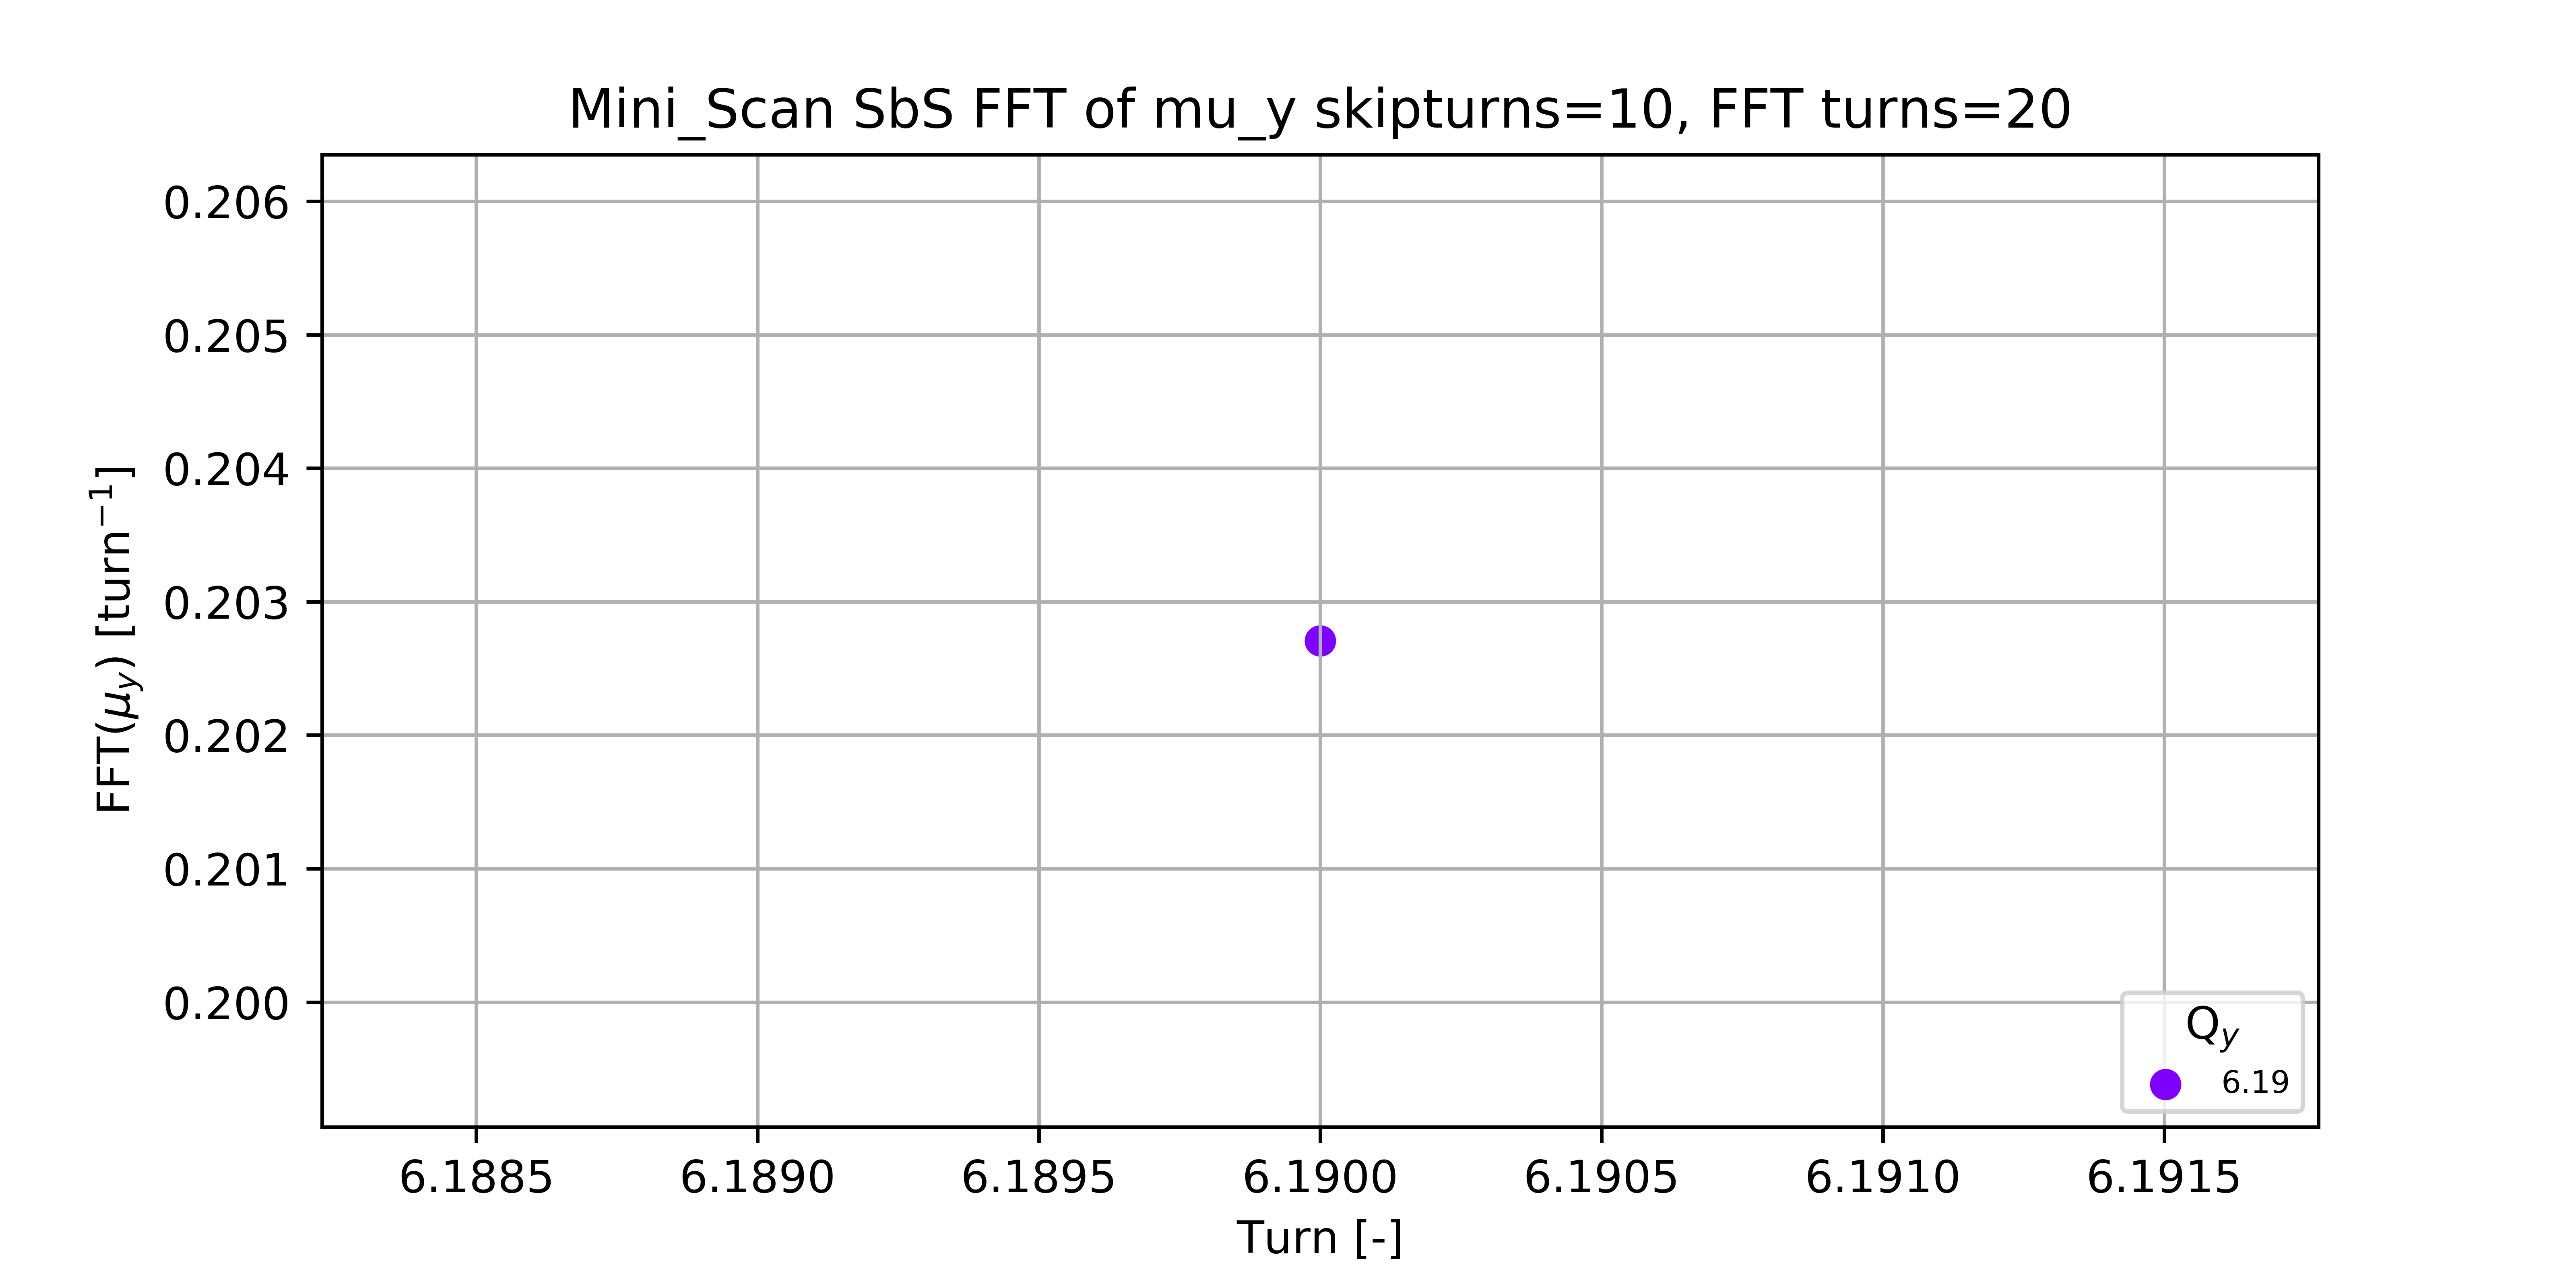 Mini_Scan SbS FFT of mu_y skipturns=10, FFT turns=20
0.206
0.205
0.204
0.203
0.202
0.201
0.200
FFT(μ_y) [turn⁻¹]
Q_y
6.19
6.1885 6.1890 6.1895 6.1900 6.1905 6.1910 6.1915
Turn [-]